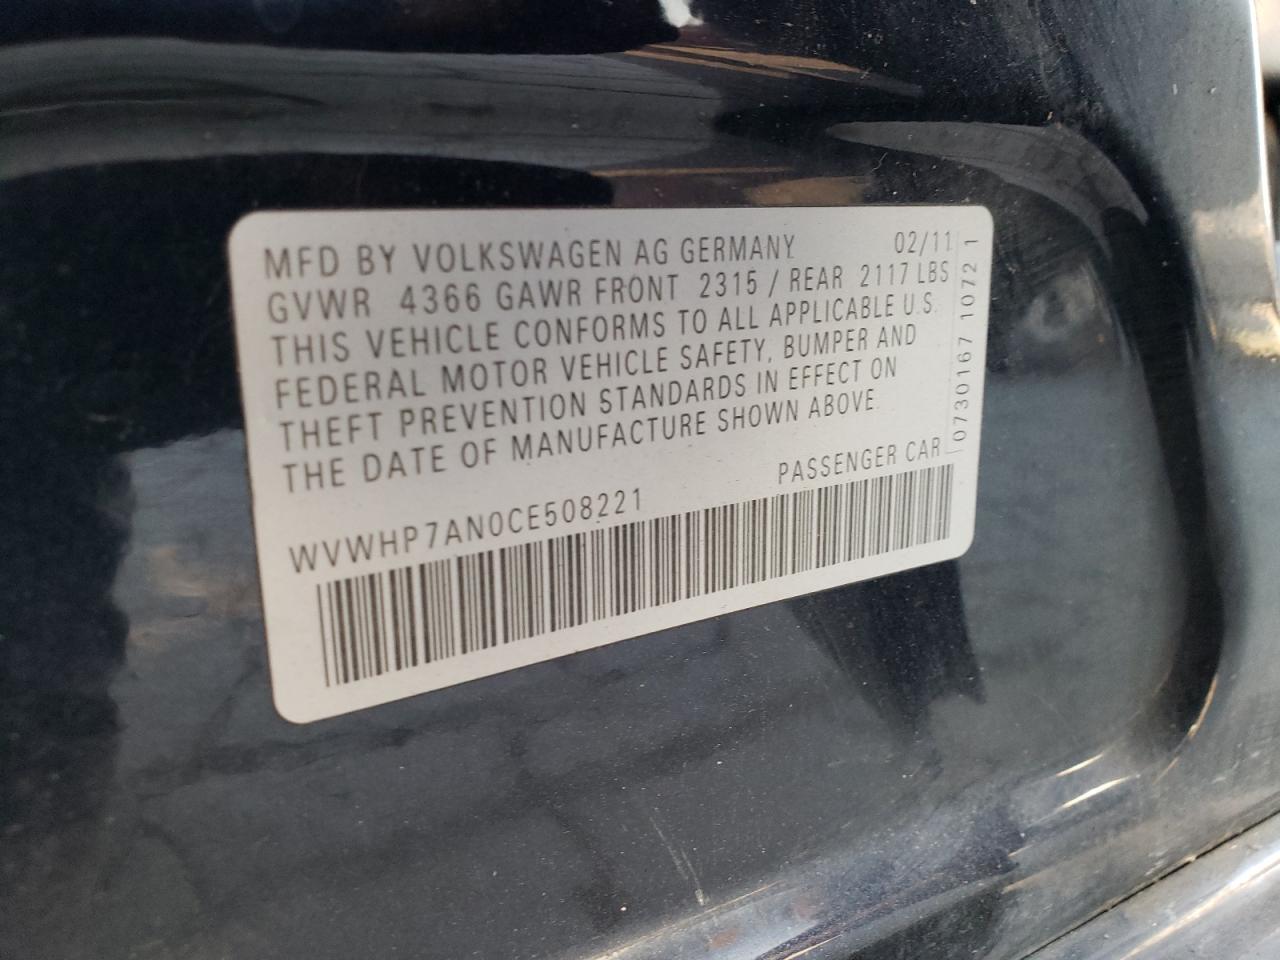 MFD BY VOLKSWAGEN AG GERMANY 02/11
GVWR 4366 GAWR FRONT 2315 / REAR 2117 LBS
THIS VEHICLE CONFORMS TO ALL APPLICABLE U.S.
FEDERAL MOTOR VEHICLE SAFETY, BUMPER AND
THEFT PREVENTION STANDARDS IN EFFECT ON
THE DATE OF MANUFACTURE SHOWN ABOVE.
PASSENGER CAR
WVWHP7AN0CE508221
0730167 1072 1